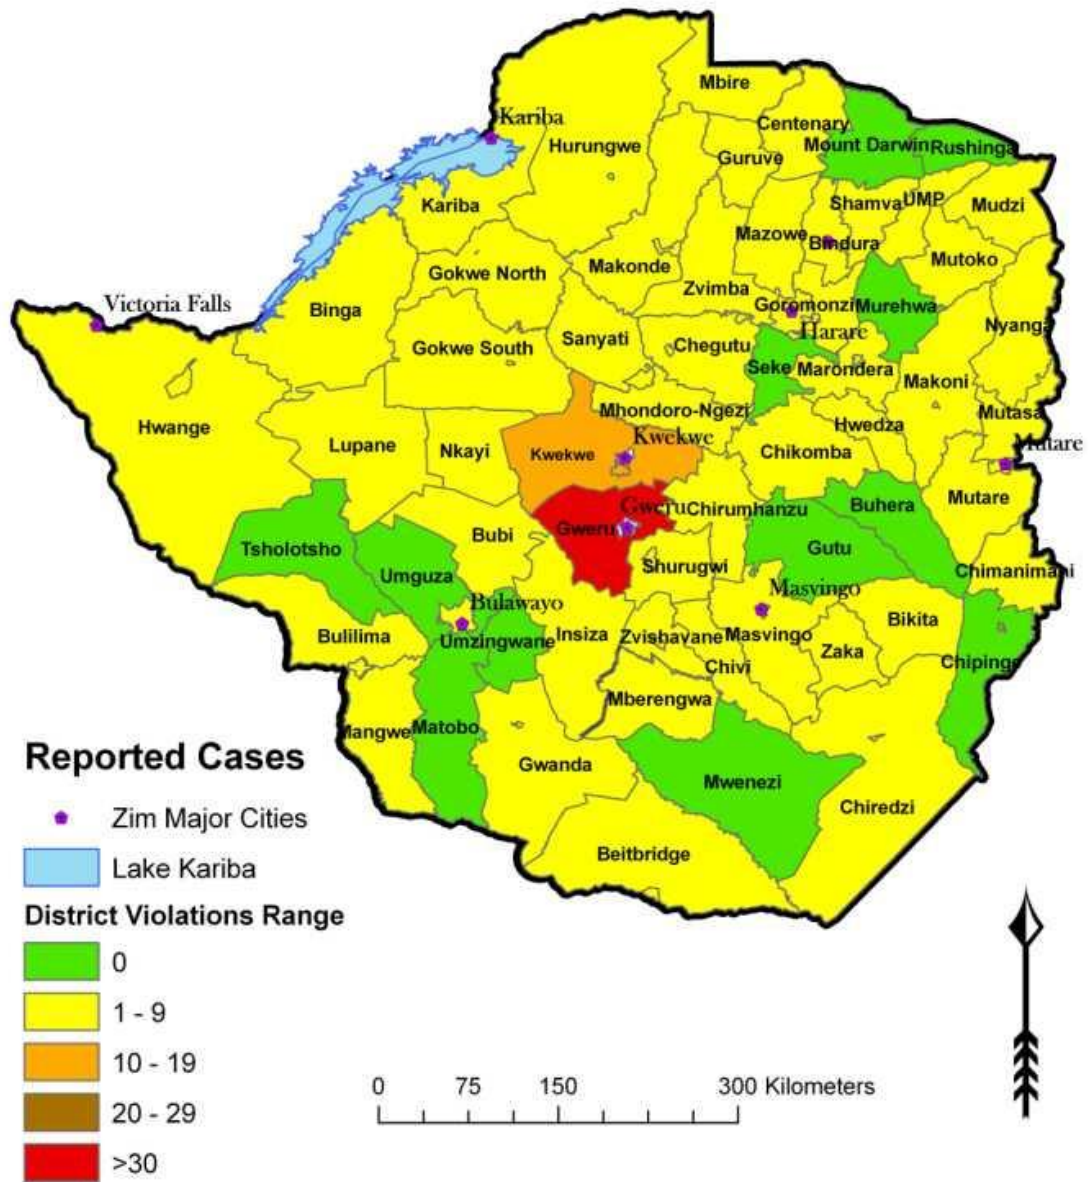 Mbire
Kariba
Centenary
Hurungwe
Mount Darwin
Rushinga
Guruve
Kariba
Shamva
UMP
Mudzi
Mazowe
Bindura
Gokwe North
Makonde
Mutoko
Zvimba
Victoria Falls
Binga
Goromonzi
Murehwa
Nyanga
Harare
Sanyati
Chegutu
Gokwe South
Seke
Marondera
Makoni
Mhondoro-Ngezi
Mutasa
Hwange
Hwedza
Lupane
Nkayi
Kwekwe
Kwekwe
Chikomba
Mutare
Mutare
Buhera
Gweru
Gweru
Chirumhanzu
Bubi
Tsholotsho
Gutu
Umguza
Shurugwi
Chimanimani
Masvingo
Bulawayo
Bulilima
Umzingwane
Insiza
Zvishavane
Masvingo
Bikita
Zaka
Chivi
Chipinge
Mberengwa
Mangwe
Matobo
Gwanda
Mwenezi
Chiredzi
Beitbridge
Reported Cases
Zim Major Cities
Lake Kariba
District Violations Range
0
1 - 9
10 - 19
20 - 29
>30
0 75 150 300 Kilometers